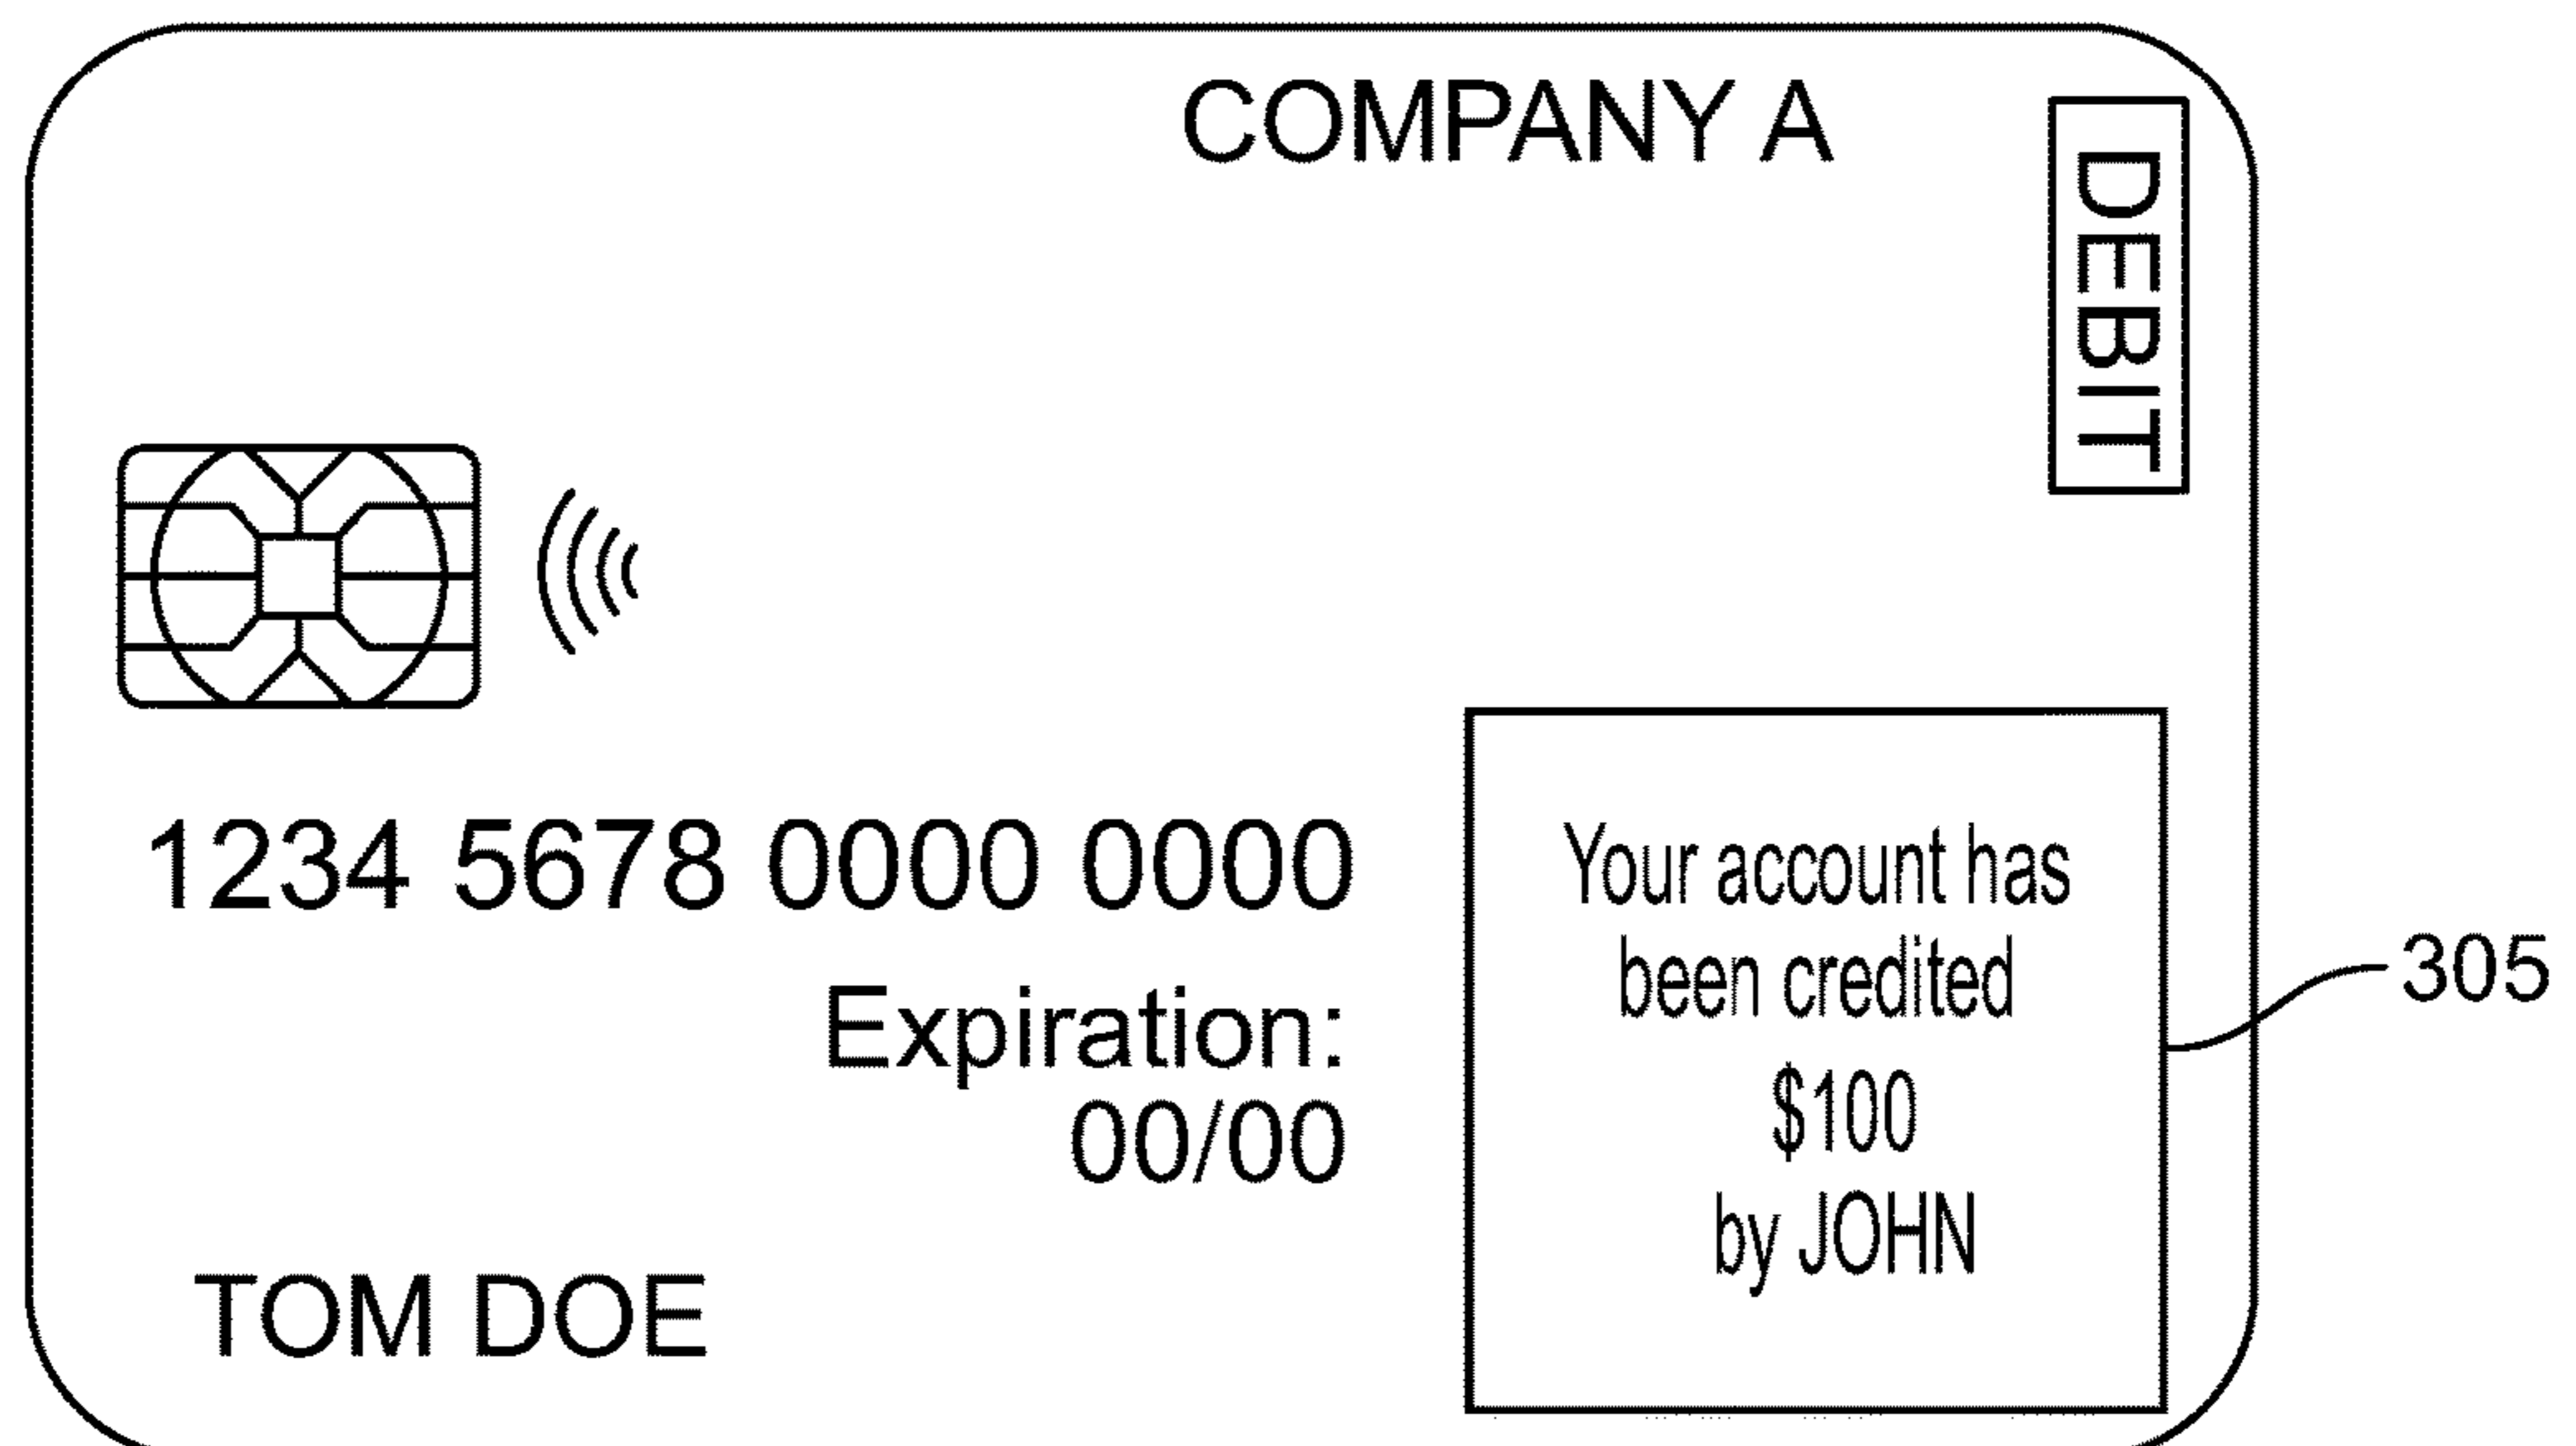 COMPANY A
DEBIT
1234 5678 0000 0000
Expiration:
00/00
TOM DOE
Your account has
been credited
$100
by JOHN
305